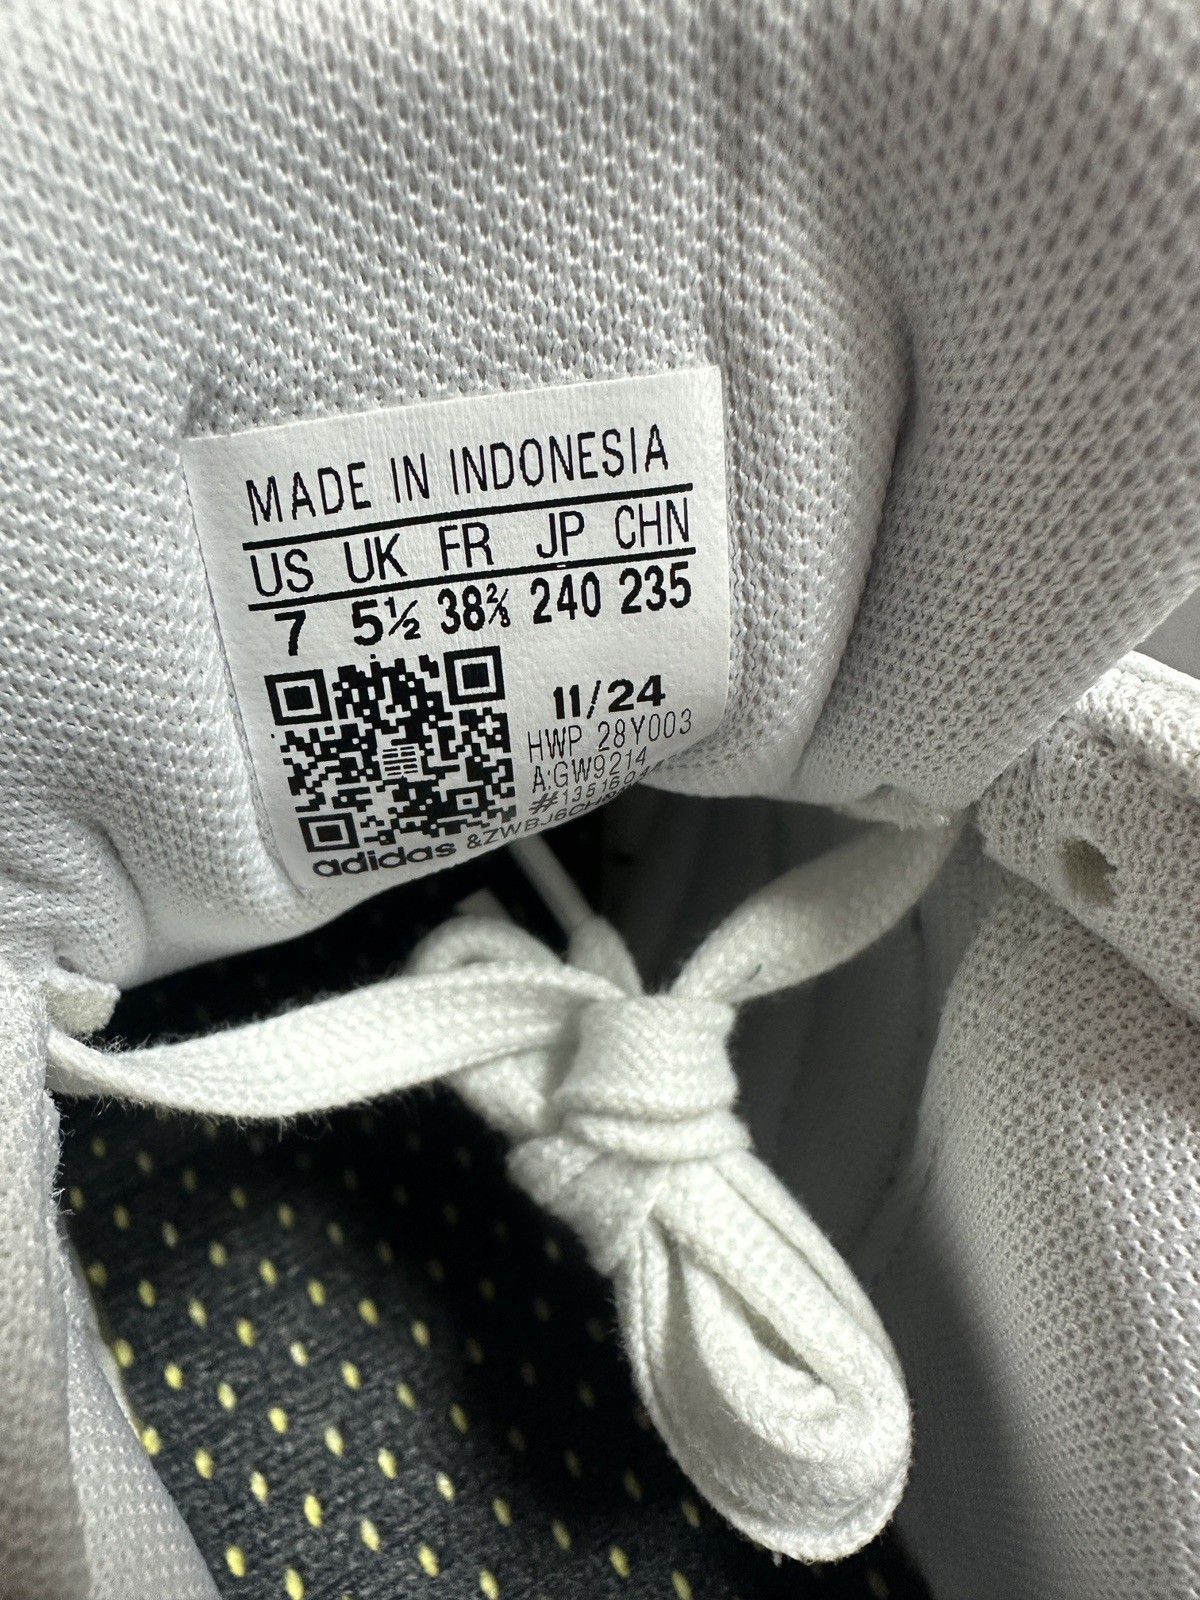 MADE IN INDONESIA
US UK FR JP CHN
7 5½ 38⅔ 240 235
11/24
HWP 28Y003
A:GW9214
adidas